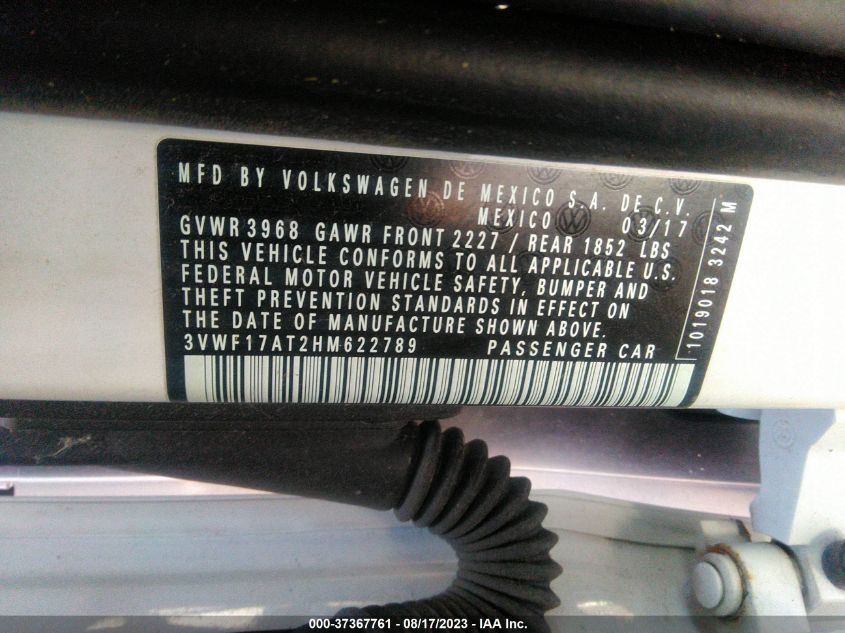 MFD BY VOLKSWAGEN DE MEXICO S.A. DE C.V.
MEXICO 03/17
GVWR 3968 GAWR FRONT 2227 / REAR 1852 LBS
THIS VEHICLE CONFORMS TO ALL APPLICABLE U.S.
FEDERAL MOTOR VEHICLE SAFETY, BUMPER AND
THEFT PREVENTION STANDARDS IN EFFECT ON
THE DATE OF MANUFACTURE SHOWN ABOVE.
3VWF17AT2HM622789 PASSENGER CAR
1019018 3242 M
000-37367761 - 08/17/2023 - IAA Inc.